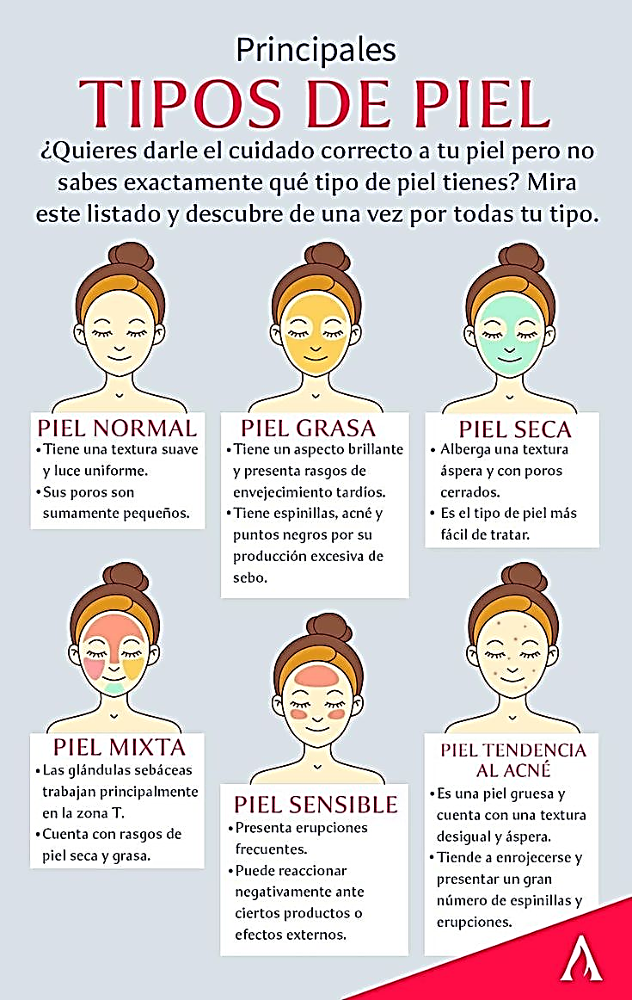 Principales
TIPOS DE PIEL
¿Quieres darle el cuidado correcto a tu piel pero no
sabes exactamente qué tipo de piel tienes? Mira
este listado y descubre de una vez por todas tu tipo.
PIEL NORMAL
•Tiene una textura suave
y luce uniforme.
•Sus poros son
sumamente pequeños.
PIEL GRASA
•Tiene un aspecto brillante
y presenta rasgos de
envejecimiento tardíos.
•Tiene espinillas, acné y
puntos negros por su
producción excesiva de
sebo.
PIEL SECA
• Alberga una textura
áspera y con poros
cerrados.
• Es el tipo de piel más
fácil de tratar.
PIEL MIXTA
•Las glándulas sebáceas
trabajan principalmente
en la zona T.
•Cuenta con rasgos de
piel seca y grasa.
PIEL SENSIBLE
•Presenta erupciones
frecuentes.
•Puede reaccionar
negativamente ante
ciertos productos o
efectos externos.
PIEL TENDENCIA
AL ACNÉ
•Es una piel gruesa y
cuenta con una textura
desigual y áspera.
•Tiende a enrojecerse y
presentar un gran
número de espinillas y
erupciones.